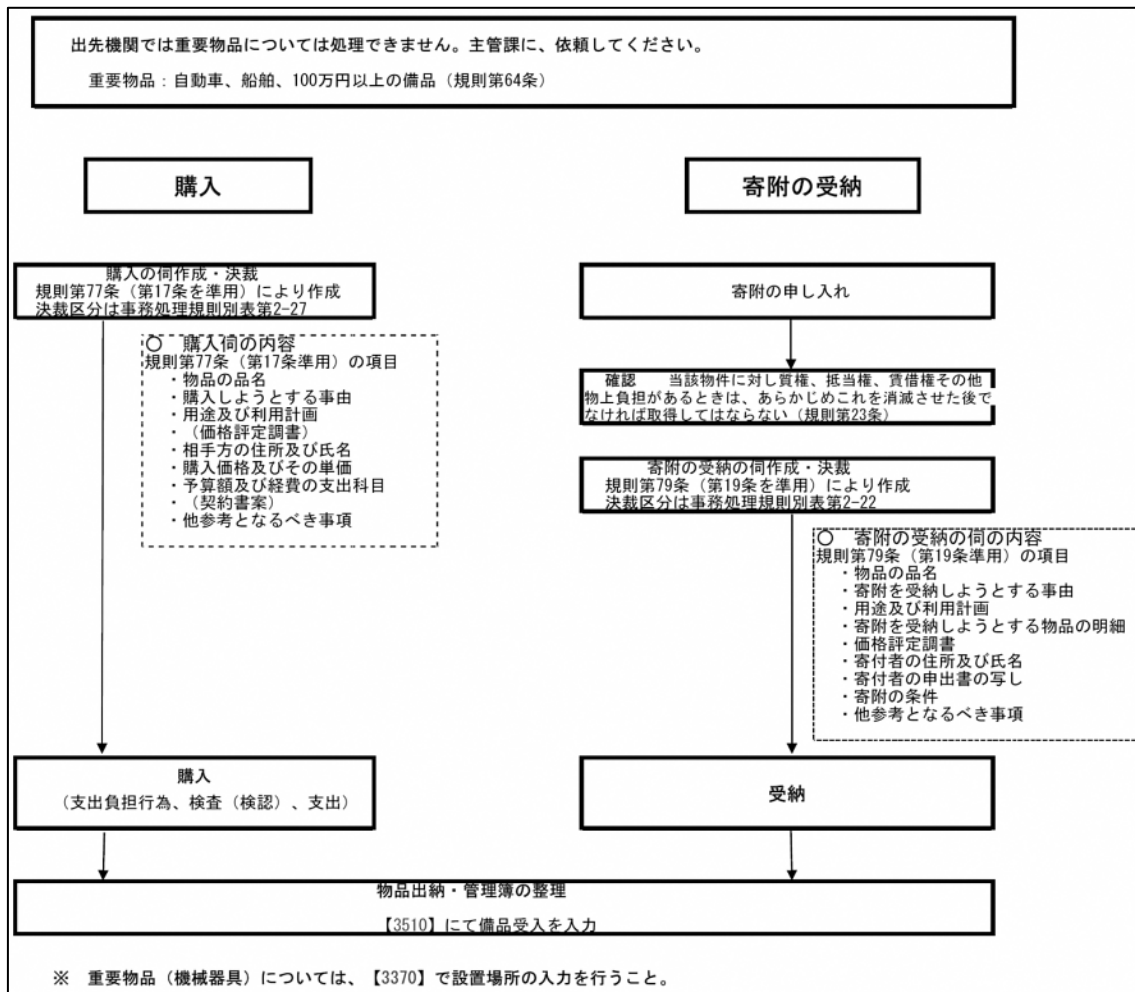 出先機関では重要物品については処理できません。主管課に、依頼してください。
重要物品：自動車、船舶、100万円以上の備品（規則第64条）
購入
購入の伺作成・決裁
規則第77条（第17条を準用）により作成
決裁区分は事務処理規則別表第2-27
〇　購入伺の内容
規則第77条（第17条準用）の項目
・物品の品名
・購入しようとする事由
・用途及び利用計画
・（価格評定調書）
・相手方の住所及び氏名
・購入価格及びその単価
・予算額及び経費の支出科目
・（契約書案）
・他参考となるべき事項
購入
（支出負担行為、検査（検認）、支出）
寄附の受納
寄附の申し入れ
確認　　当該物件に対し質権、抵当権、賃借権その他
物上負担があるときは、あらかじめこれを消滅させた後で
なければ取得してはならない（規則第23条）
寄附の受納の伺作成・決裁
規則第79条（第19条を準用）により作成
決裁区分は事務処理規則別表第2-22
〇　寄附の受納の伺の内容
規則第79条（第19条準用）の項目
・物品の品名
・寄附を受納しようとする事由
・用途及び利用計画
・寄附を受納しようとする物品の明細
・価格評定調書
・寄付者の住所及び氏名
・寄付者の申出書の写し
・寄附の条件
・他参考となるべき事項
受納
物品出納・管理簿の整理
【3510】にて備品受入を入力
※　重要物品（機械器具）については、【3370】で設置場所の入力を行うこと。